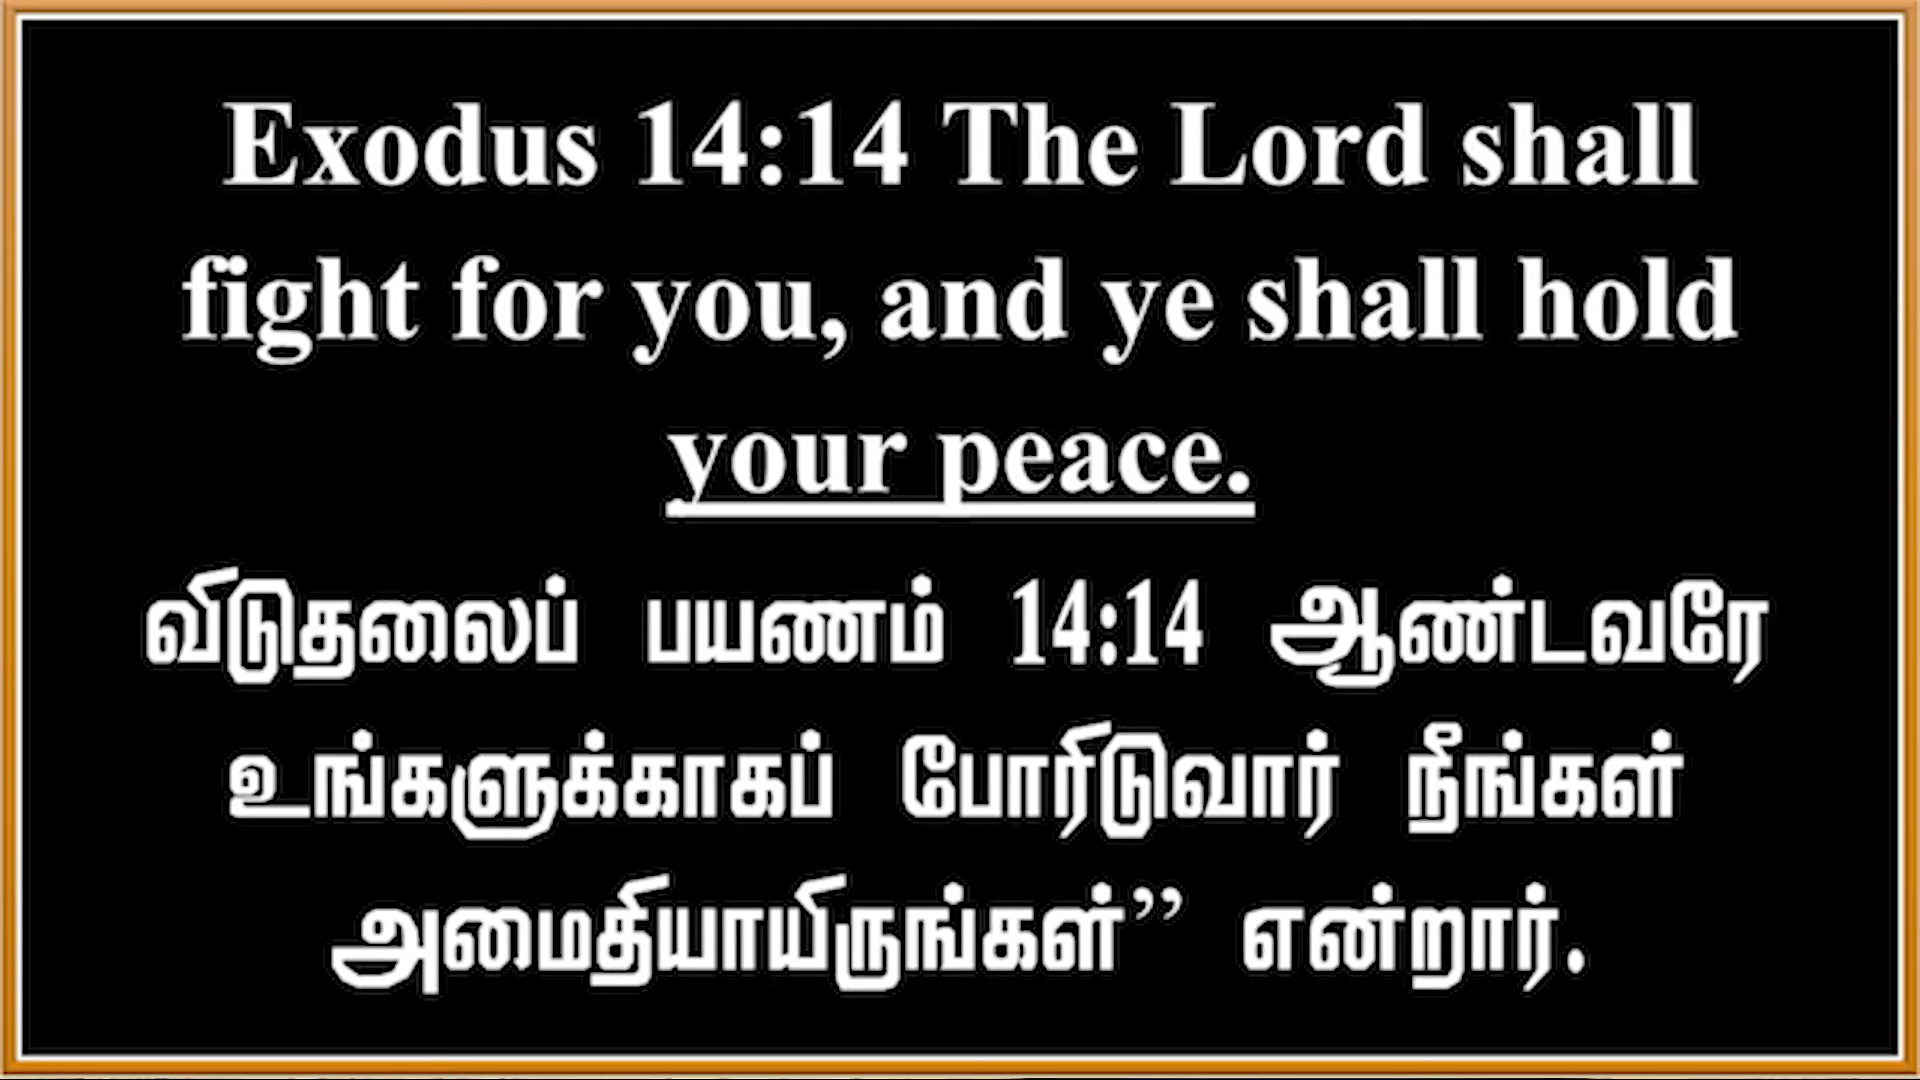 Exodus 14:14 The Lord shall
fight for you, and ye shall hold
your peace.
விடுதலைப் பயணம் 14:14 ஆண்டவரே
உங்களுக்காகப் போரிடுவார் நீங்கள்
அமைதியாயிருங்கள்” என்றார்.